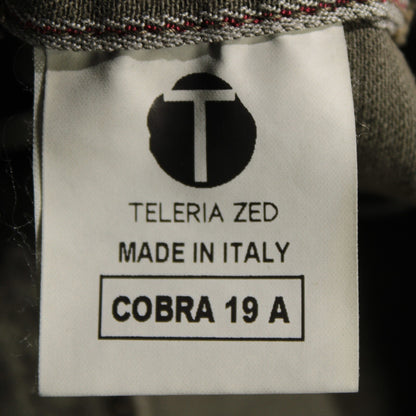 T
TELERIA ZED
MADE IN ITALY
COBRA 19 A